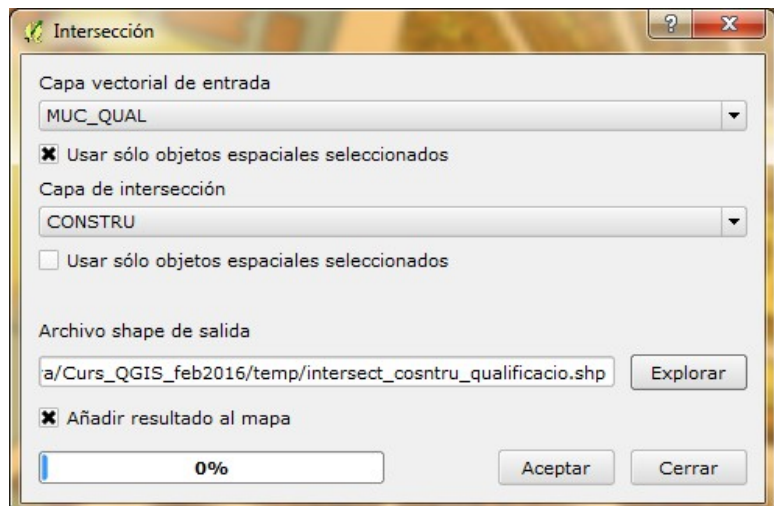 Intersección
Capa vectorial de entrada
MUC_QUAL
Usar sólo objetos espaciales seleccionados
Capa de intersección
CONSTRU
Usar sólo objetos espaciales seleccionados
Archivo shape de salida
:a/Curs_QGIS_feb2016/temp/intersect_cosntru_qualificacio.shp
Explorar
Añadir resultado al mapa
0%
Aceptar
Cerrar